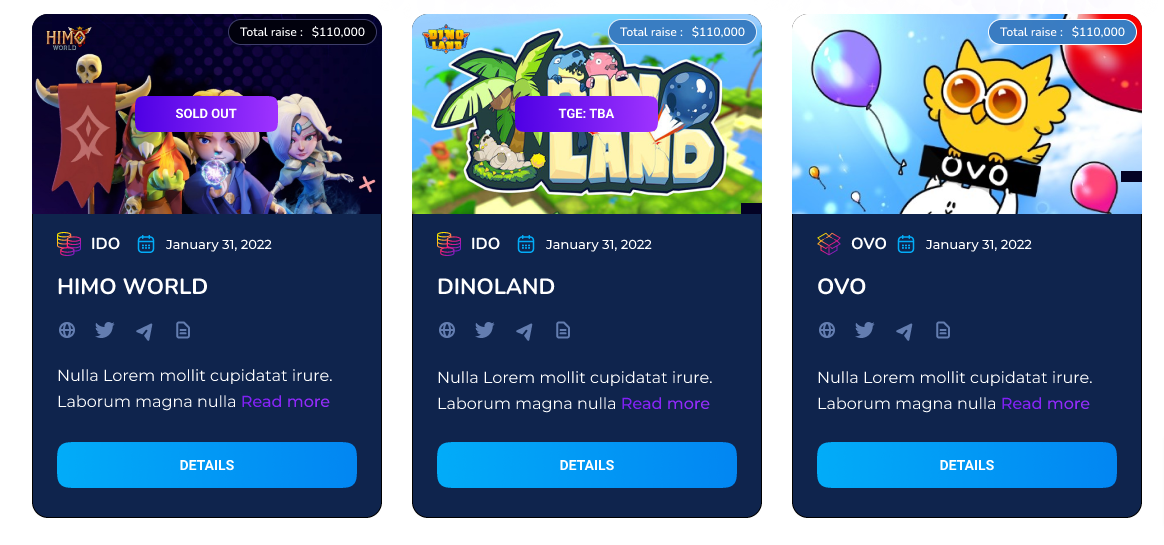 HIMO
WORLD
Total raise : $110,000
SOLD OUT
IDO
January 31, 2022
HIMO WORLD
Nulla Lorem mollit cupidatat irure.
Laborum magna nulla Read more
DETAILS
DINO
LAND
Total raise : $110,000
DINO
LAND
TGE: TBA
IDO
January 31, 2022
DINOLAND
Nulla Lorem mollit cupidatat irure.
Laborum magna nulla Read more
DETAILS
Total raise : $110,000
OVO
OVO
January 31, 2022
OVO
Nulla Lorem mollit cupidatat irure.
Laborum magna nulla Read more
DETAILS